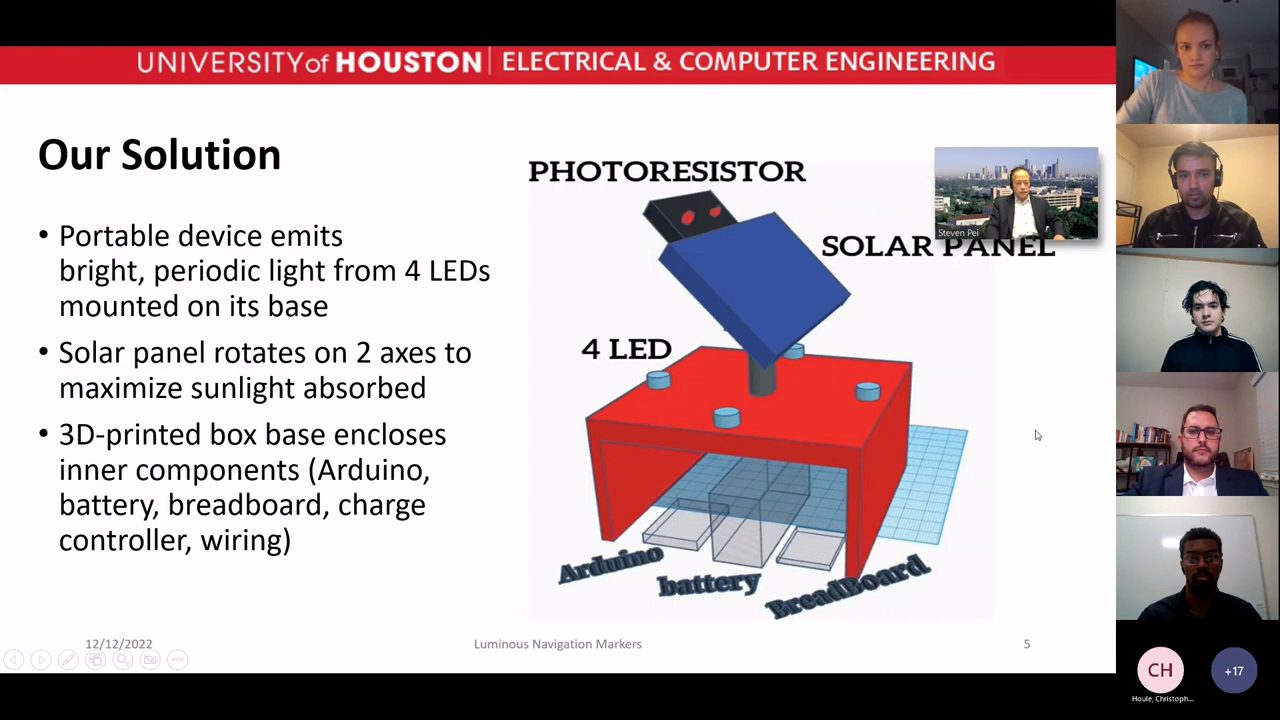 UNIVERSITY of HOUSTON | ELECTRICAL & COMPUTER ENGINEERING
Our Solution
• Portable device emits
bright, periodic light from 4 LEDs
mounted on its base
• Solar panel rotates on 2 axes to
maximize sunlight absorbed
• 3D-printed box base encloses
inner components (Arduino,
battery, breadboard, charge
controller, wiring)
PHOTORESISTOR
Steven Pei
SOLAR PANEL
4 LED
Arduino
battery
BreadBoard
12/12/2022
Luminous Navigation Markers
5
CH
+17
Houle, Christoph...